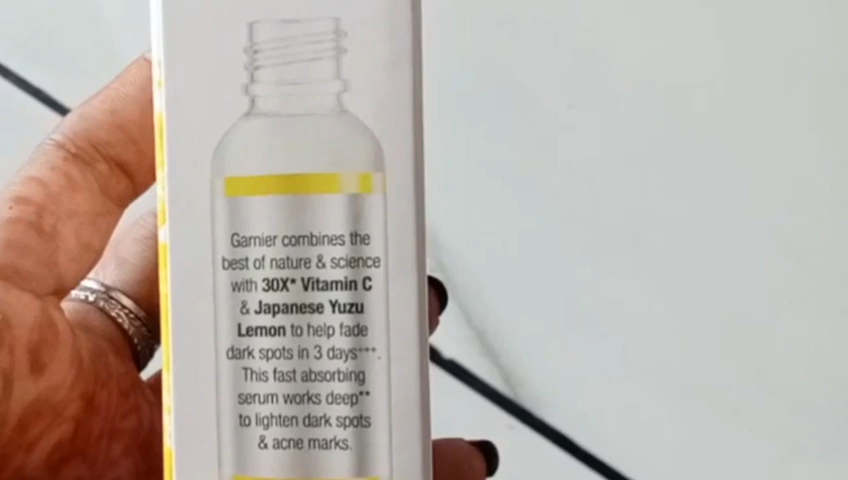 Garnier combines the
best of nature & science
with 30X* Vitamin C
& Japanese Yuzu
Lemon to help fade
dark spots in 3 days+++.
This fast absorbing
serum works deep**
to lighten dark spots
& acne marks.